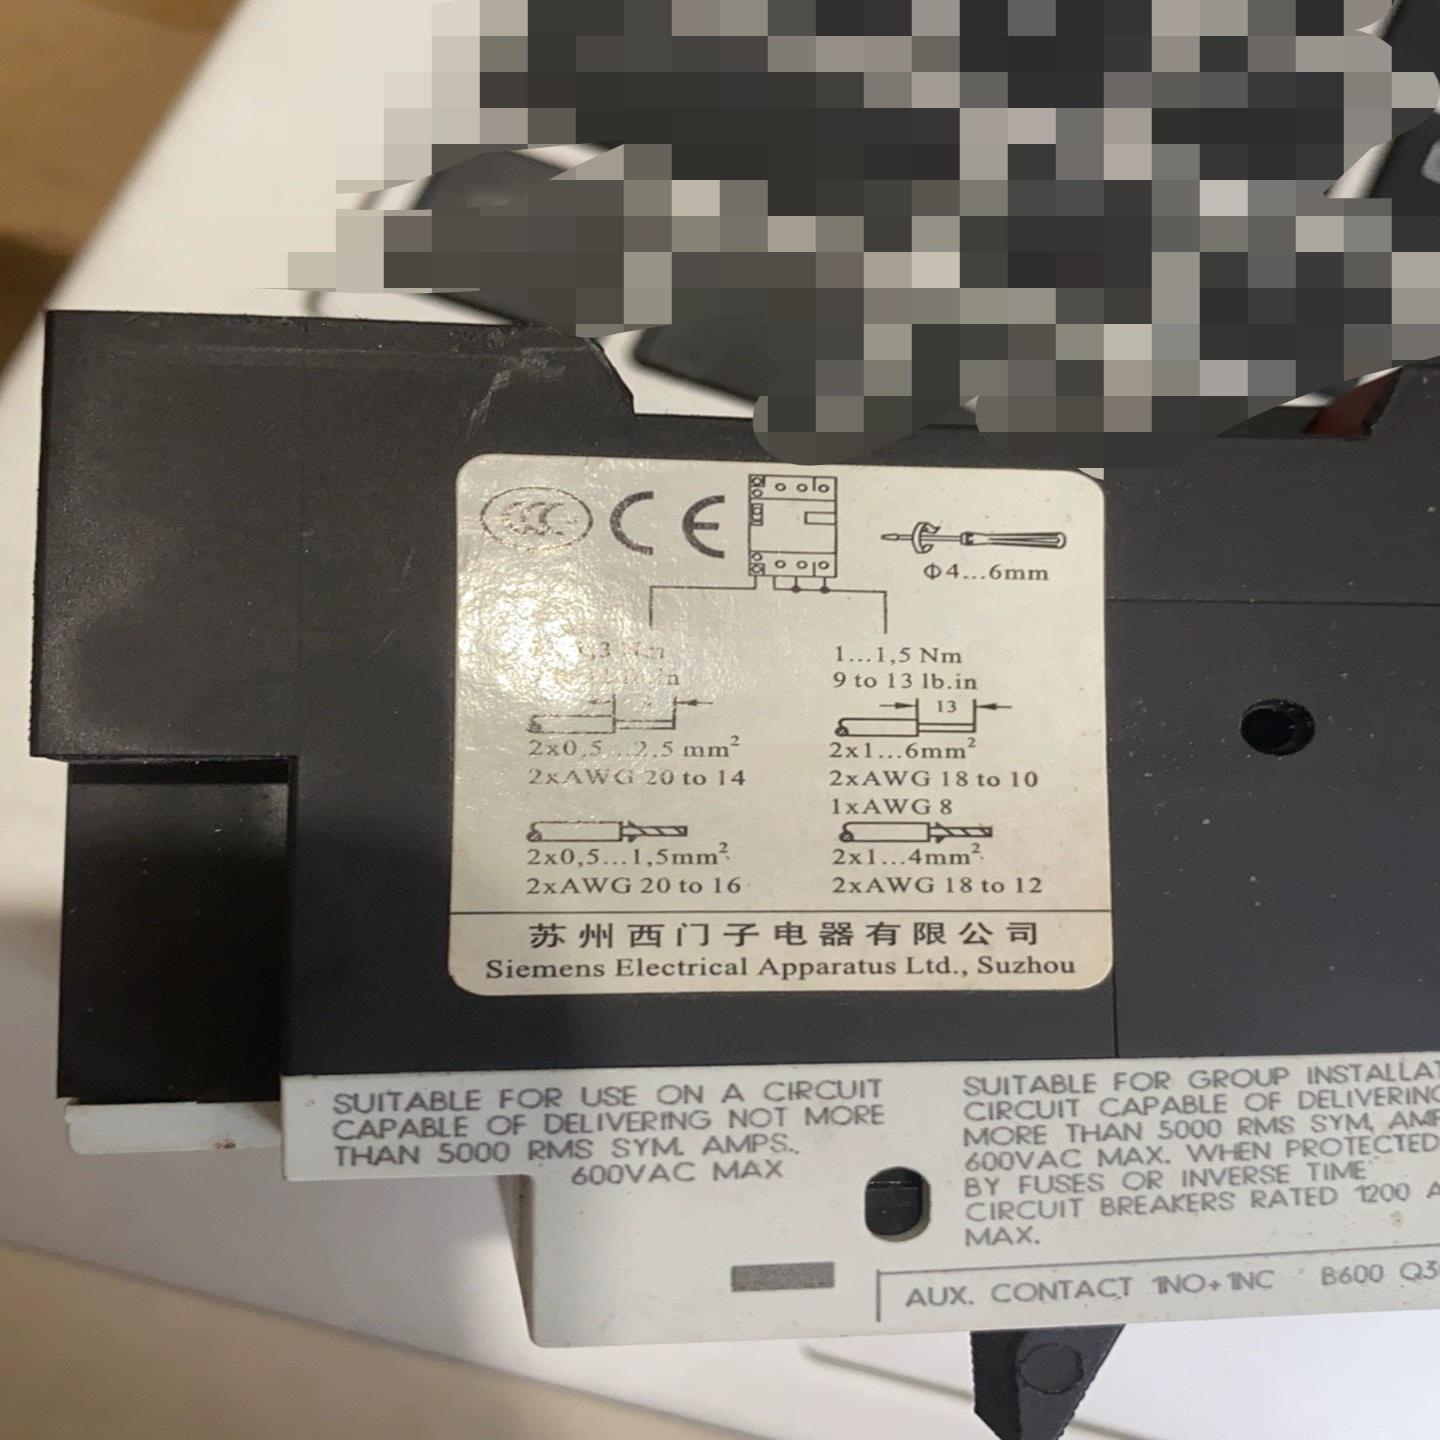 CCC CE
Φ4...6mm
1...1,5 Nm
9 to 13 lb.in
13
2x0,5...2,5 mm²
2xAWG 20 to 14
2x1...6mm²
2xAWG 18 to 10
1xAWG 8
2x0,5...1,5mm²
2xAWG 20 to 16
2x1...4mm²
2xAWG 18 to 12
苏州西门子电器有限公司
Siemens Electrical Apparatus Ltd., Suzhou
SUITABLE FOR USE ON A CIRCUIT
CAPABLE OF DELIVERING NOT MORE
THAN 5000 RMS SYM. AMPS.,
600VAC MAX
SUITABLE FOR GROUP
CIRCUIT CAPABLE OF
MORE THAN 5000 RMS SYM,
600VAC MAX. WHEN PROTECTED
BY FUSES OR INVERSE TIME
CIRCUIT BREAKERS RATED 1200
MAX.
AUX. CONTACT 1NO+1NC B600